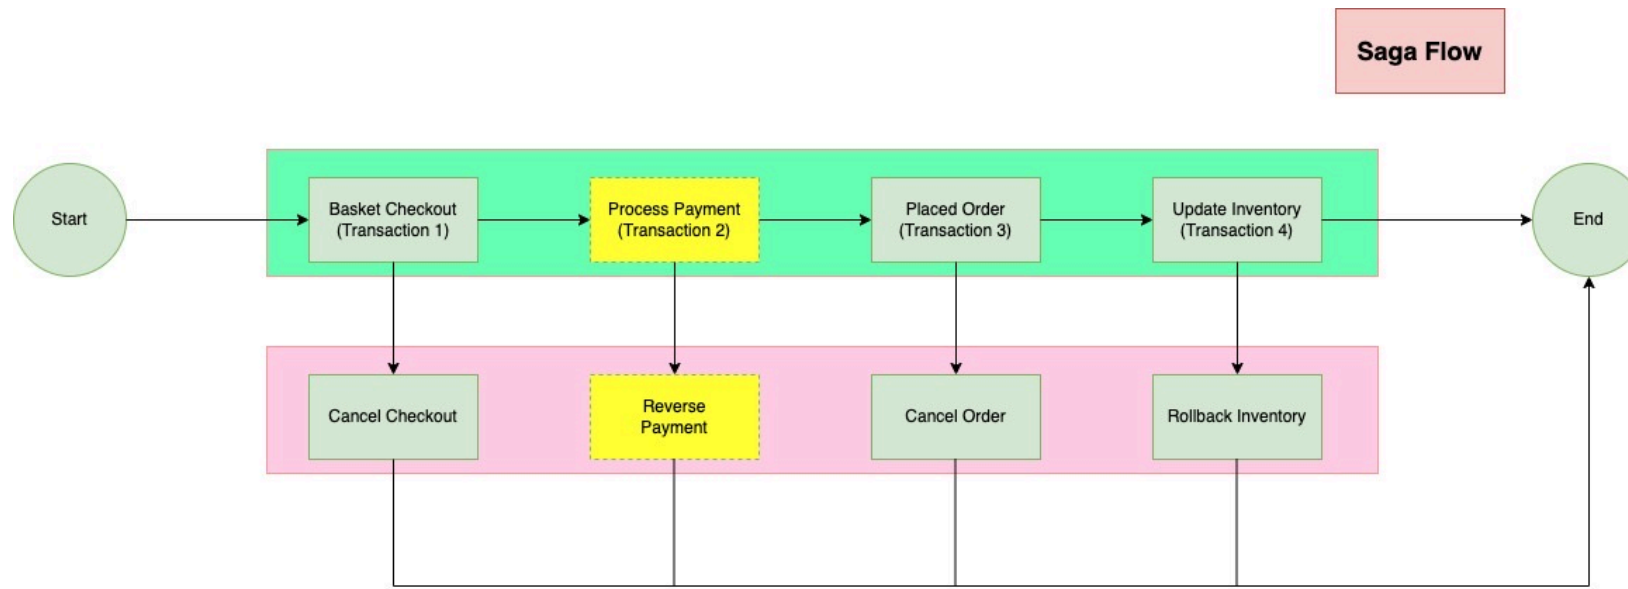 Saga Flow
Start
Basket Checkout
(Transaction 1)
Process Payment
(Transaction 2)
Placed Order
(Transaction 3)
Update Inventory
(Transaction 4)
End
Cancel Checkout
Reverse
Payment
Cancel Order
Rollback Inventory